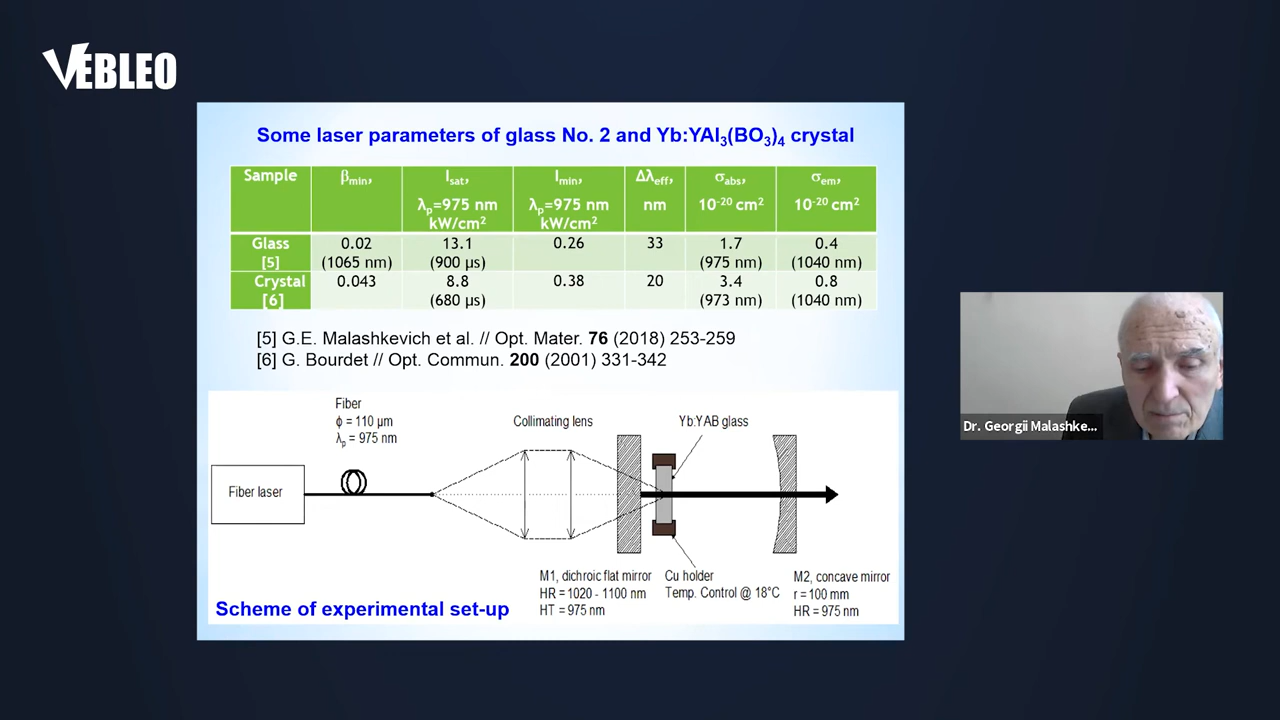 VEBLEO
Some laser parameters of glass No. 2 and Yb:YAl3(BO3)4 crystal
Sample βmin, Isat, Imin, Δλeff, σabs, σem,
λp=975 nm λp=975 nm nm 10-20 cm2 10-20 cm2
kW/cm2 kW/cm2
Glass 0.02 13.1 0.26 33 1.7 0.4
[5] (1065 nm) (900 µs) (975 nm) (1040 nm)
Crystal 0.043 8.8 0.38 20 3.4 0.8
[6] (680 µs) (973 nm) (1040 nm)
[5] G.E. Malashkevich et al. // Opt. Mater. 76 (2018) 253-259
[6] G. Bourdet // Opt. Commun. 200 (2001) 331-342
Fiber
ϕ = 110 µm
λp = 975 nm
Collimating lens
Yb:YAB glass
Fiber laser
M1, dichroic flat mirror
HR = 1020 - 1100 nm
HT = 975 nm
Cu holder
Temp. Control @ 18°C
M2, concave mirror
r = 100 mm
HR = 975 nm
Scheme of experimental set-up
Dr. Georgii Malashke...